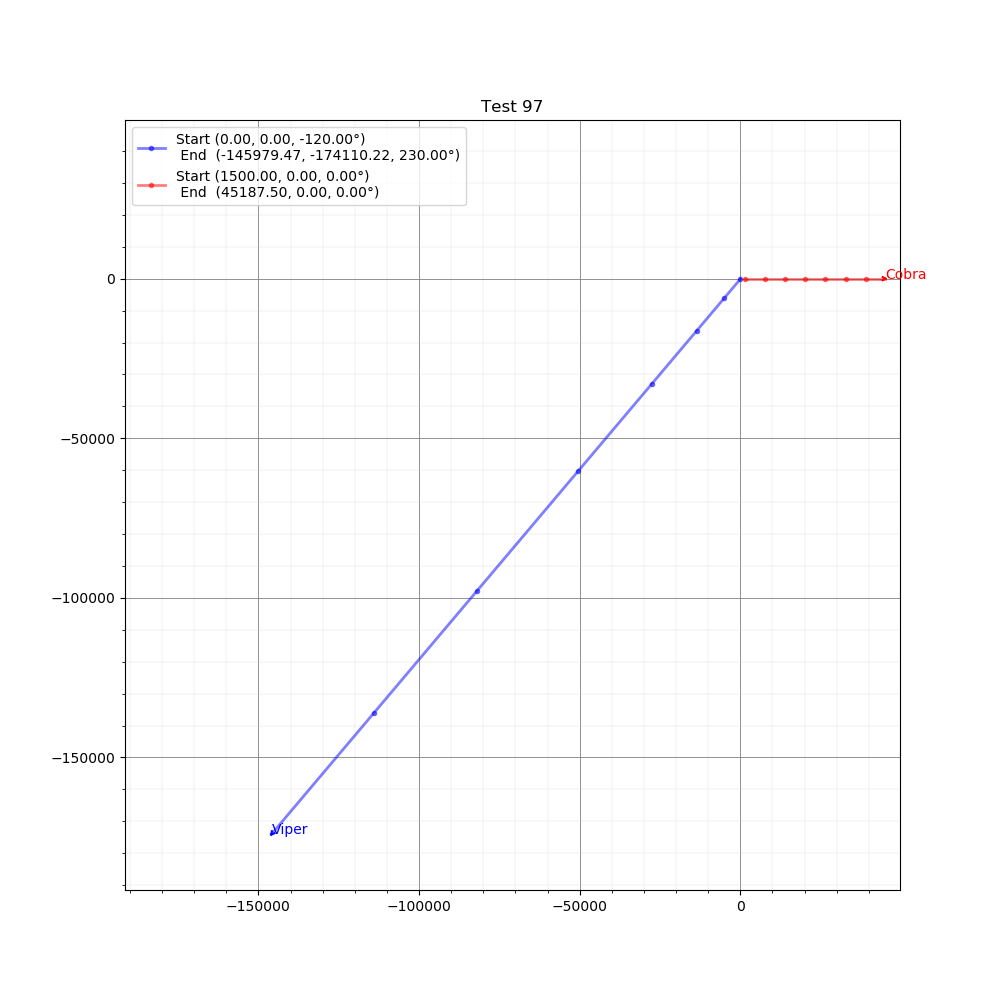 Test 97
Start (0.00, 0.00, -120.00°)
End (-145979.47, -174110.22, 230.00°)
Start (1500.00, 0.00, 0.00°)
End (45187.50, 0.00, 0.00°)
0
Cobra
−50000
−100000
−150000
Viper
−150000 −100000 −50000 0